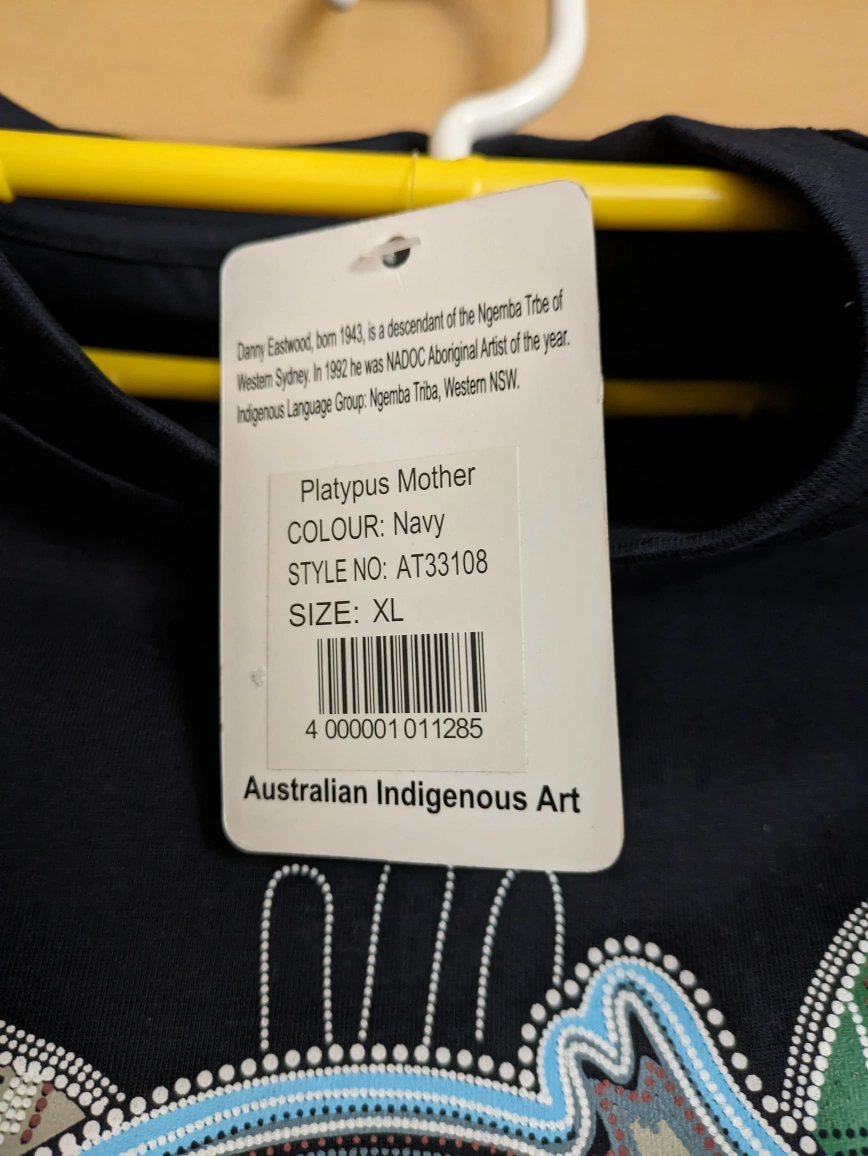 Danny Eastwood, born 1943, is a descendant of the Ngemba Trbe of
Western Sydney. In 1992 he was NADOC Aboriginal Artist of the year.
Indigenous Language Group: Ngemba Triba, Western NSW.
Platypus Mother
COLOUR: Navy
STYLE NO: AT33108
SIZE: XL
4 000001 011285
Australian Indigenous Art